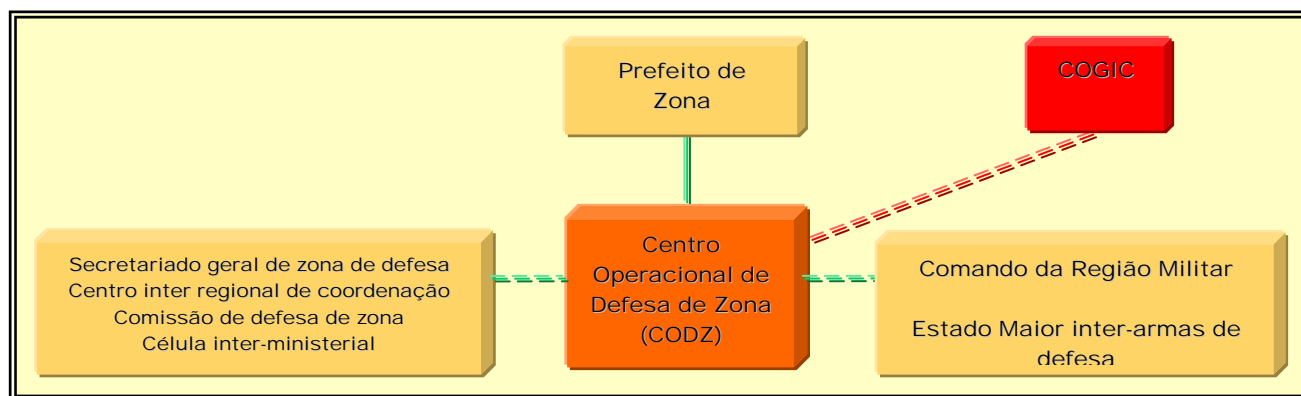 Prefeito de
Zona
COGIC
Secretariado geral de zona de defesa
Centro inter regional de coordenação
Comissão de defesa de zona
Célula inter-ministerial
Centro
Operacional de
Defesa de Zona
(CODZ)
Comando da Região Militar
Estado Maior inter-armas de
defesa